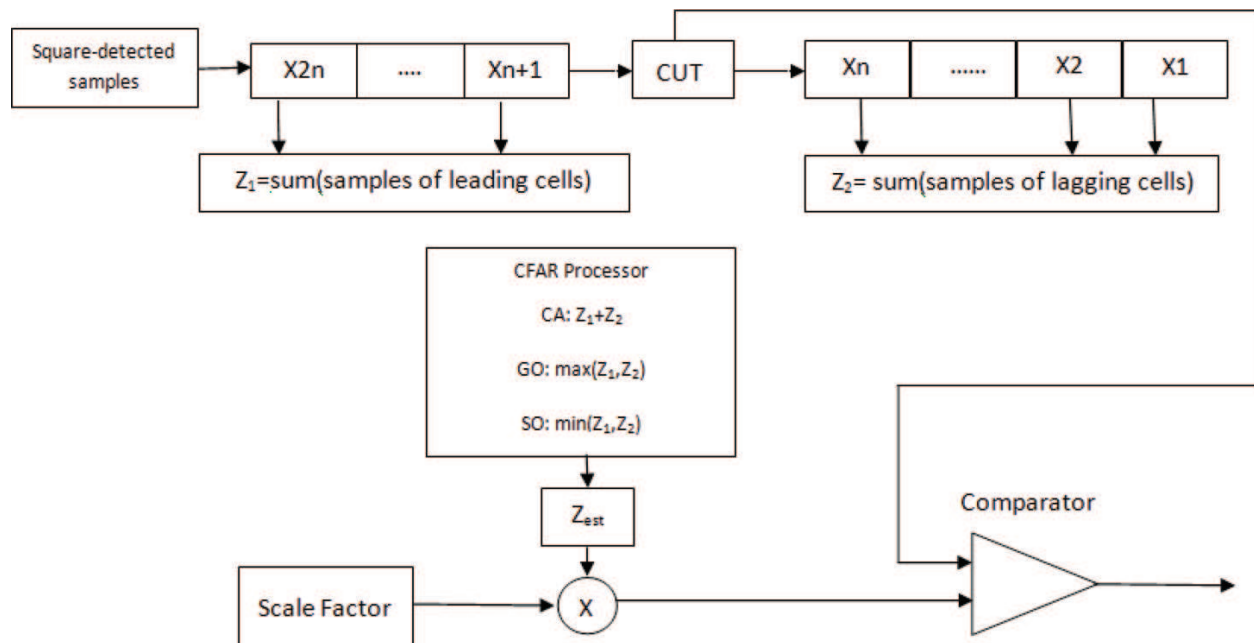 Square-detected
samples
X2n
....
Xn+1
CUT
Xn
......
X2
X1
Z₁=sum(samples of leading cells)
Z₂= sum(samples of lagging cells)
CFAR Processor
CA: Z₁+Z₂
GO: max(Z₁,Z₂)
SO: min(Z₁,Z₂)
Zest
Comparator
Scale Factor
X